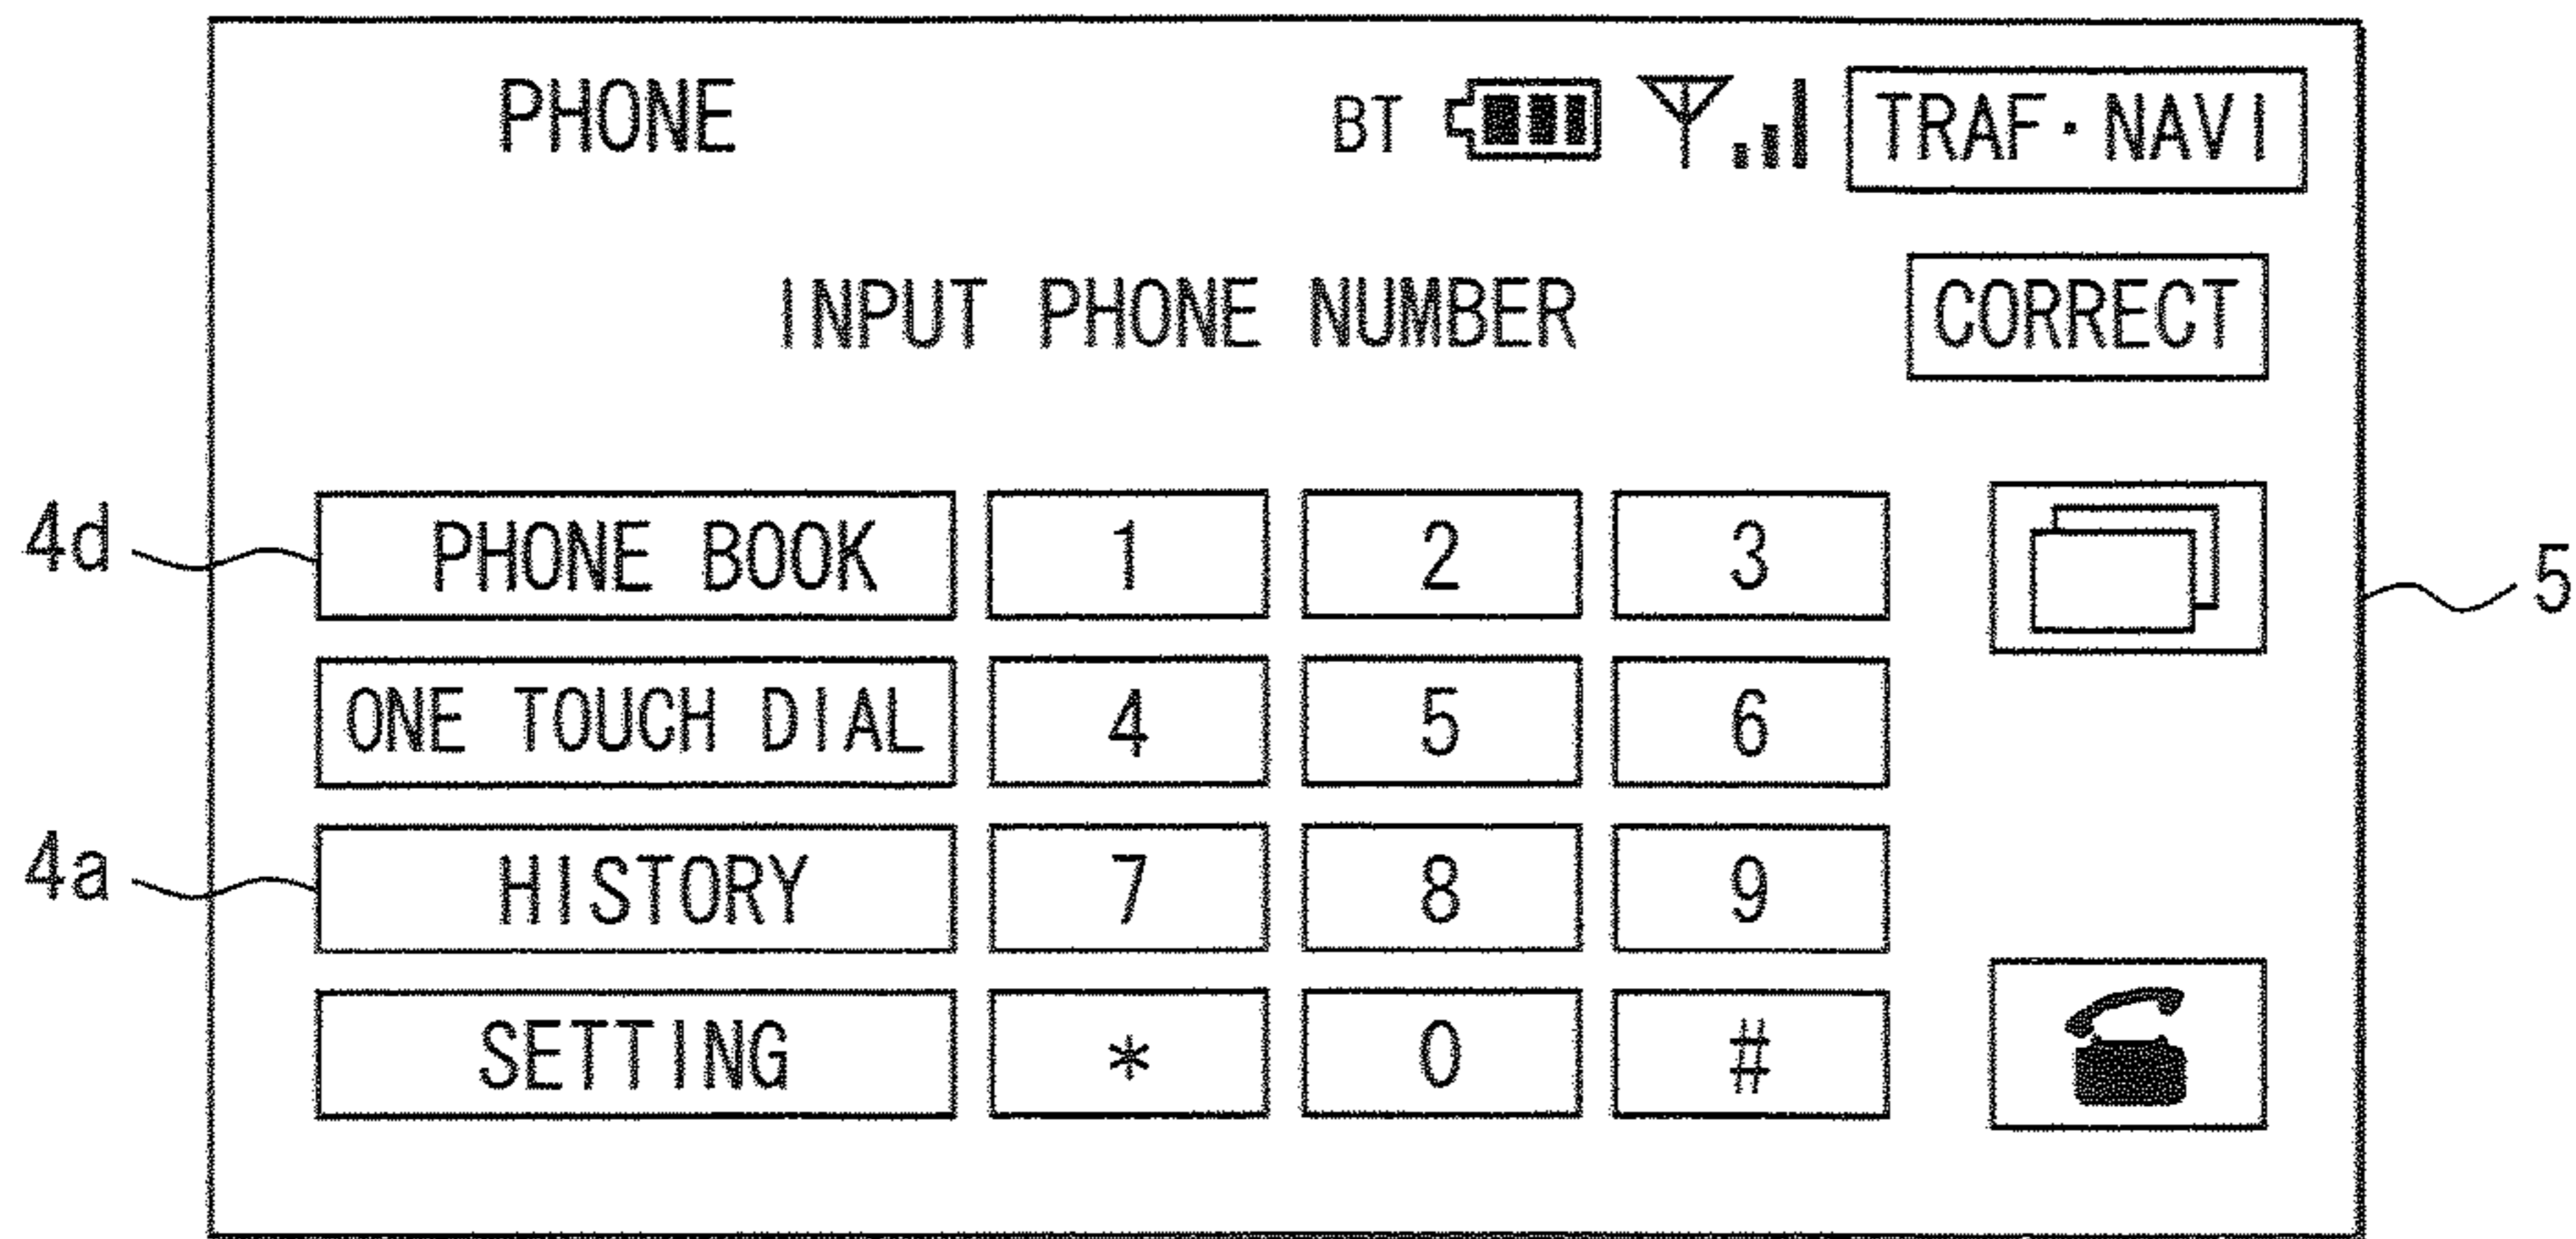 PHONE BT TRAF·NAVI
INPUT PHONE NUMBER CORRECT
4d PHONE BOOK 1 2 3 5
ONE TOUCH DIAL 4 5 6
4a HISTORY 7 8 9
SETTING * 0 #